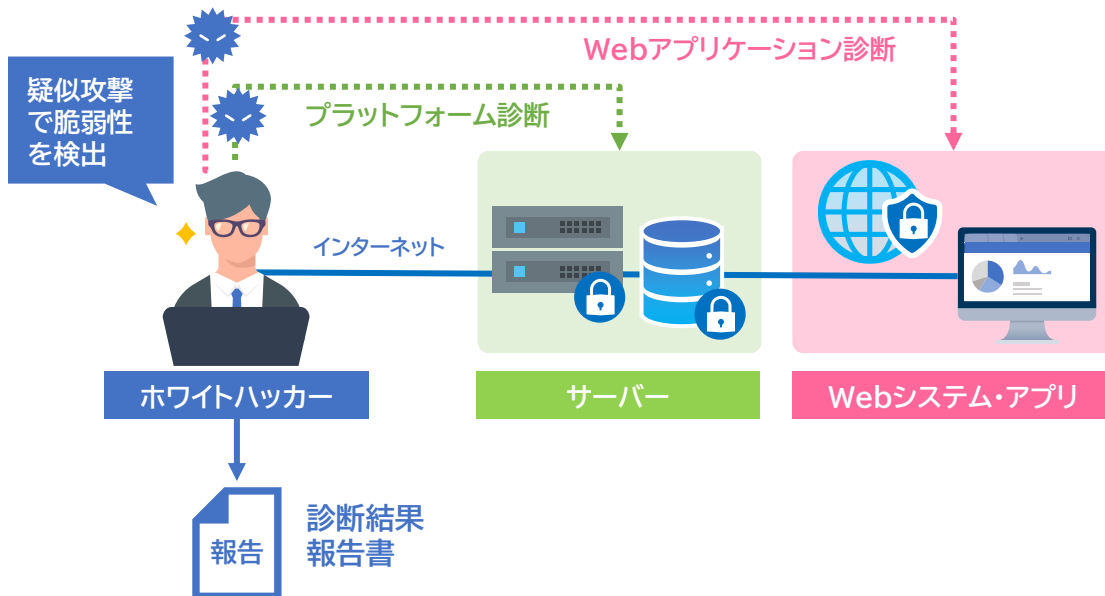 Webアプリケーション診断
疑似攻撃
で脆弱性
を検出
プラットフォーム診断
インターネット
ホワイトハッカー
サーバー
Webシステム・アプリ
報告
診断結果
報告書